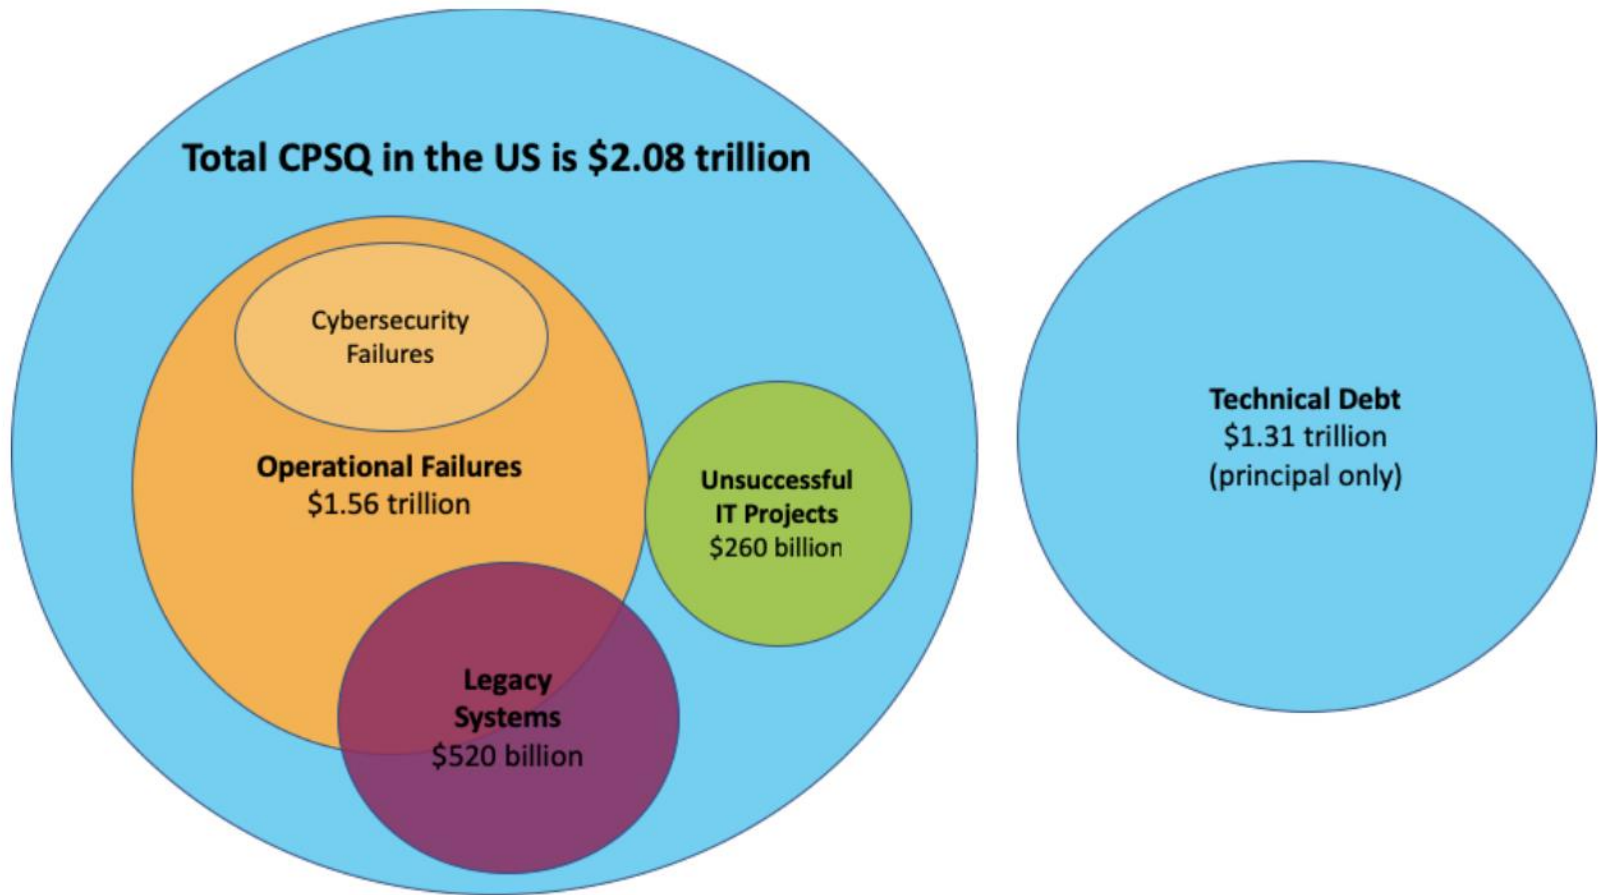 Total CPSQ in the US is $2.08 trillion
Cybersecurity
Failures
Operational Failures
$1.56 trillion
Unsuccessful
IT Projects
$260 billion
Legacy
Systems
$520 billion
Technical Debt
$1.31 trillion
(principal only)